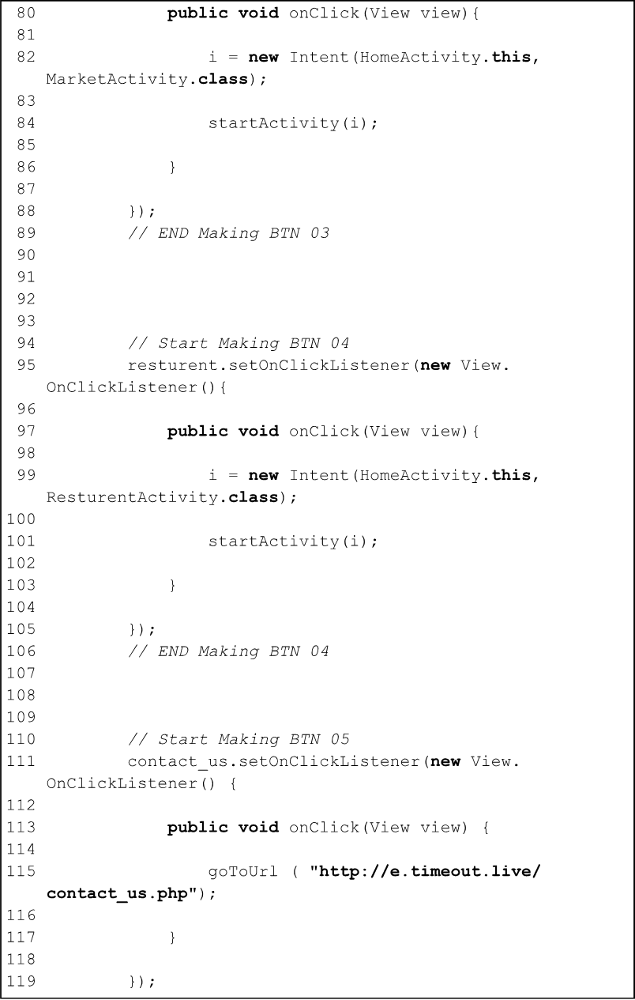 80             public void onClick(View view){
81
82                 i = new Intent(HomeActivity.this,
    MarketActivity.class);
83
84                 startActivity(i);
85
86             }
87
88         });
89         // END Making BTN 03
90
91
92
93
94         // Start Making BTN 04
95         resturent.setOnClickListener(new View.
    OnClickListener(){
96
97             public void onClick(View view){
98
99                 i = new Intent(HomeActivity.this,
    ResturentActivity.class);
100
101                 startActivity(i);
102
103             }
104
105         });
106         // END Making BTN 04
107
108
109
110         // Start Making BTN 05
111         contact_us.setOnClickListener(new View.
    OnClickListener() {
112
113             public void onClick(View view) {
114
115                 goToUrl ( "http://e.timeout.live/
    contact_us.php");
116
117             }
118
119         });